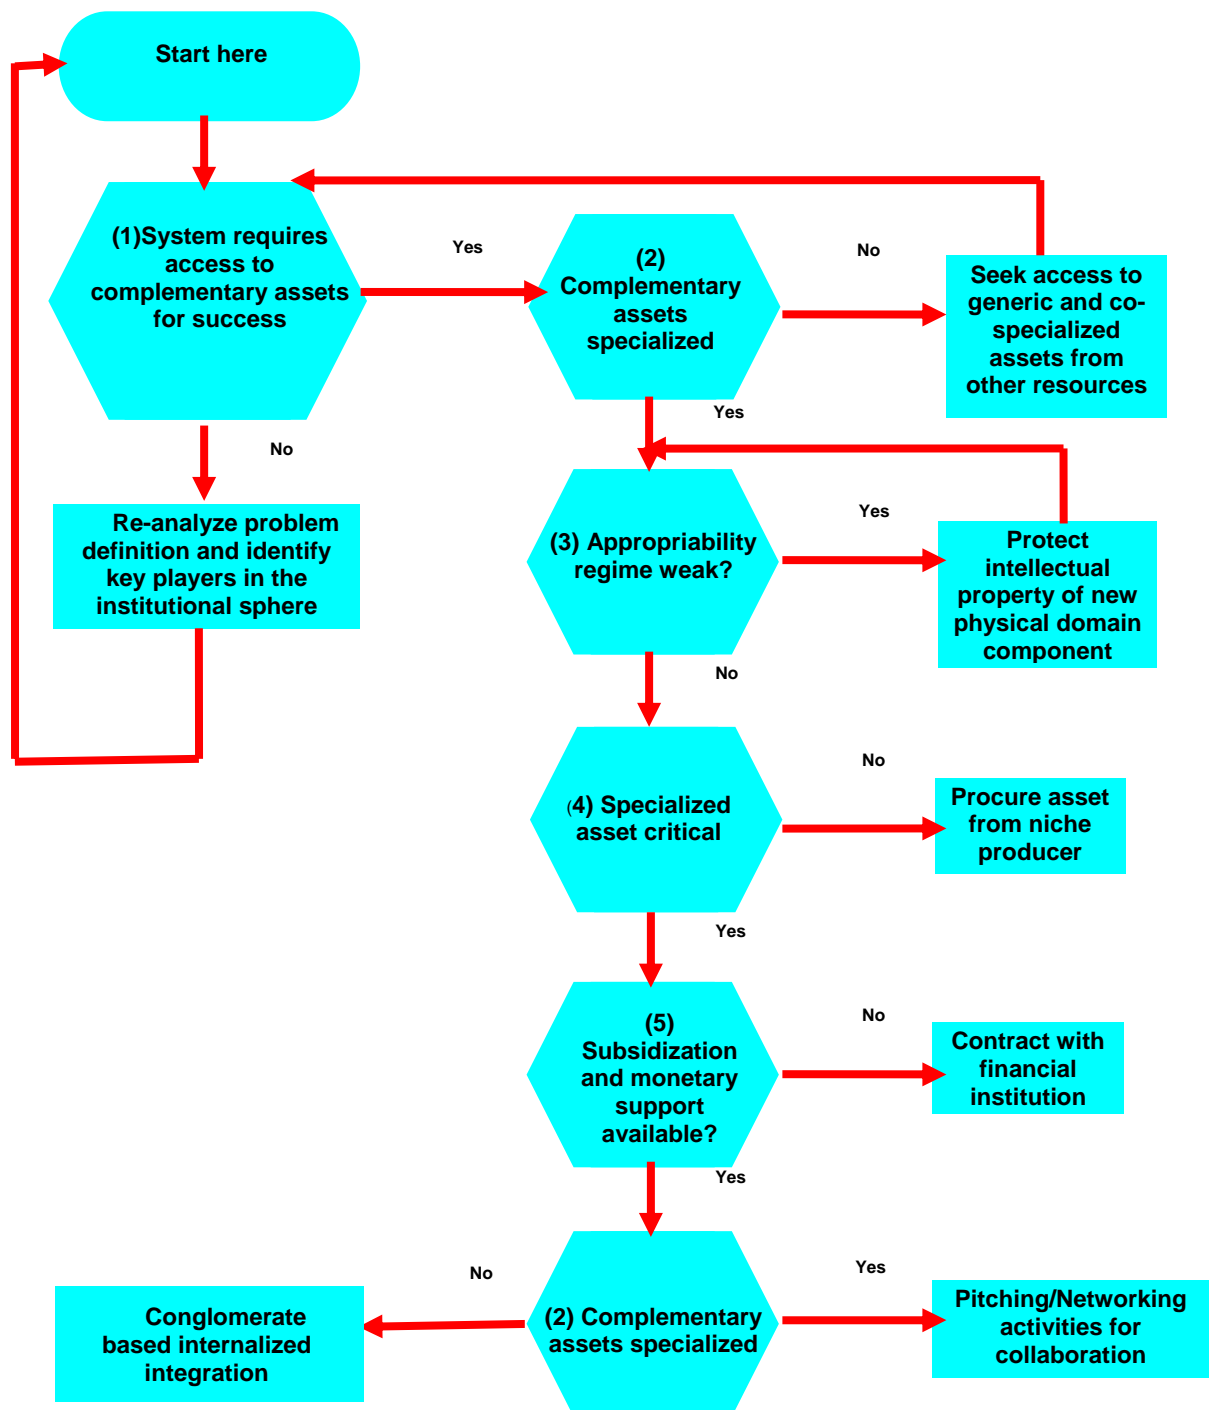 Start here
(1)System requires
access to
complementary assets
for success
Yes
(2)
Complementary
assets
specialized
No
Seek access to
generic and co-
specialized
assets from
other resources
No
Yes
Re-analyze problem
definition and identify
key players in the
institutional sphere
(3) Appropriability
regime weak?
Yes
Protect
intellectual
property of new
physical domain
component
No
(4) Specialized
asset critical
No
Procure asset
from niche
producer
Yes
(5)
Subsidization
and monetary
support
available?
No
Contract with
financial
institution
Yes
(2) Complementary
assets specialized
No
Conglomerate
based internalized
integration
Yes
Pitching/Networking
activities for
collaboration